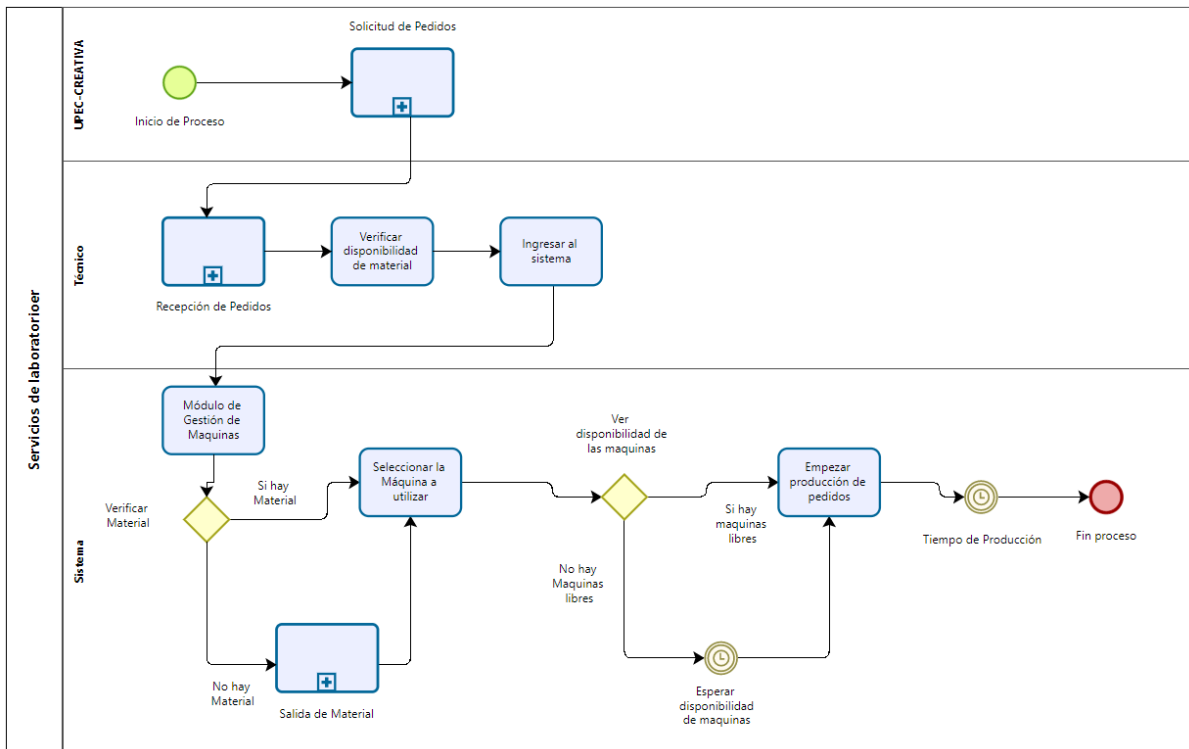 Servicios de laboratorioer
UPEC-CREATIVA
Solicitud de Pedidos
Inicio de Proceso
Técnico
Recepción de Pedidos
Verificar
disponibilidad
de material
Ingresar al
sistema
Sistema
Módulo de
Gestión de
Maquinas
Verificar
Material
Si hay
Material
No hay
Material
Salida de Material
Seleccionar la
Máquina a
utilizar
Ver
disponibilidad de
las maquinas
Si hay
maquinas
libres
No hay
Maquinas
libres
Esperar
disponibilidad
de maquinas
Empezar
producción de
pedidos
Tiempo de Producción
Fin proceso